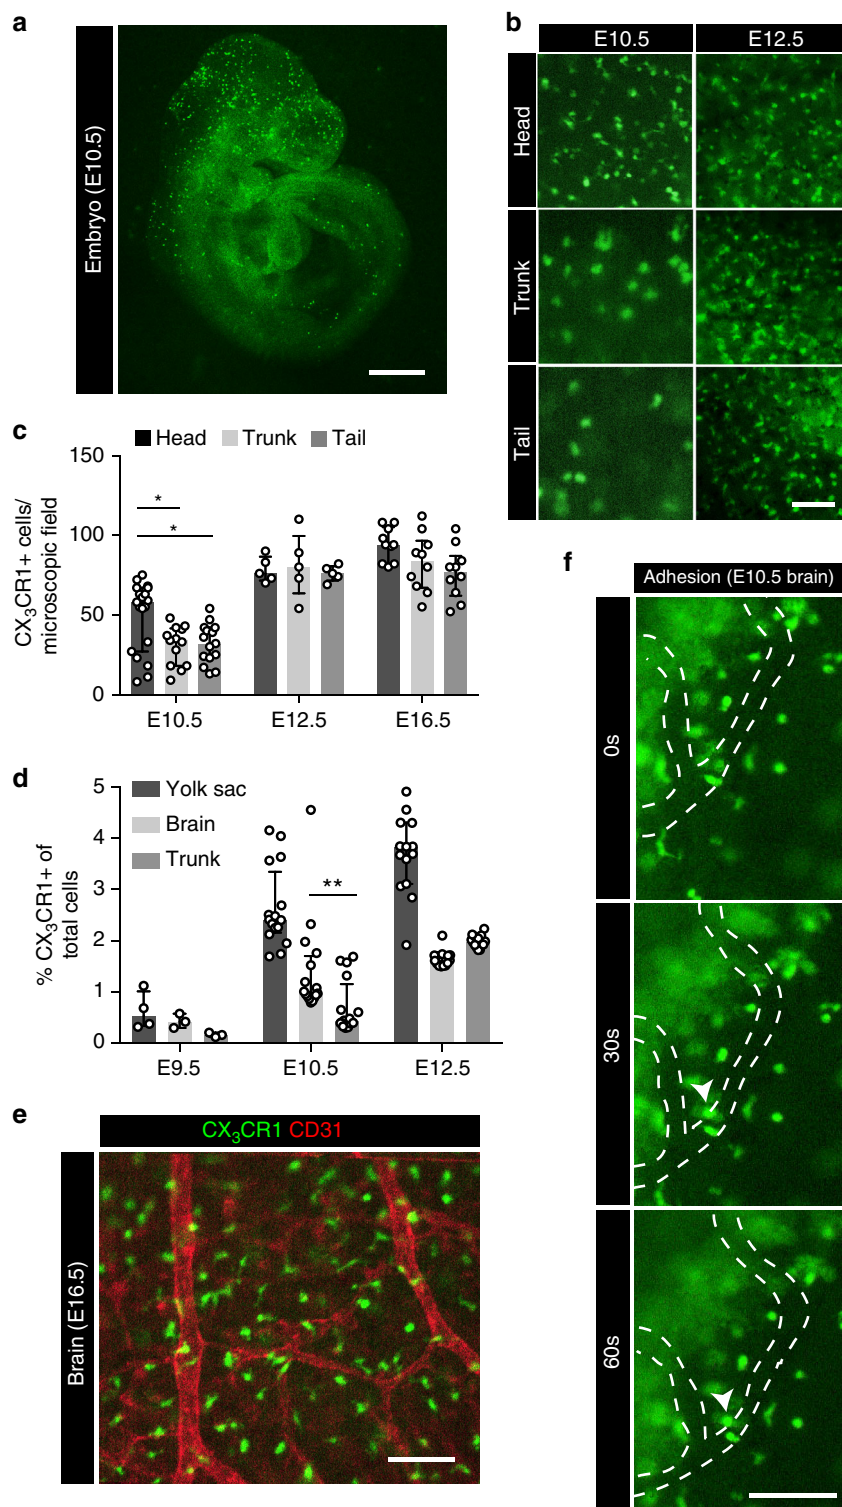 a
Embryo (E10.5)
b
E10.5 E12.5
Head
Trunk
Tail
c
Head Trunk Tail
CX3CR1+ cells/
microscopic field
150
100
50
0
*
*
E10.5 E12.5 E16.5
d
Yolk sac
Brain
Trunk
% CX3CR1+ of
total cells
5
4
3
2
1
0
**
E9.5 E10.5 E12.5
e
CX3CR1 CD31
Brain (E16.5)
f
Adhesion (E10.5 brain)
0s
30s
60s